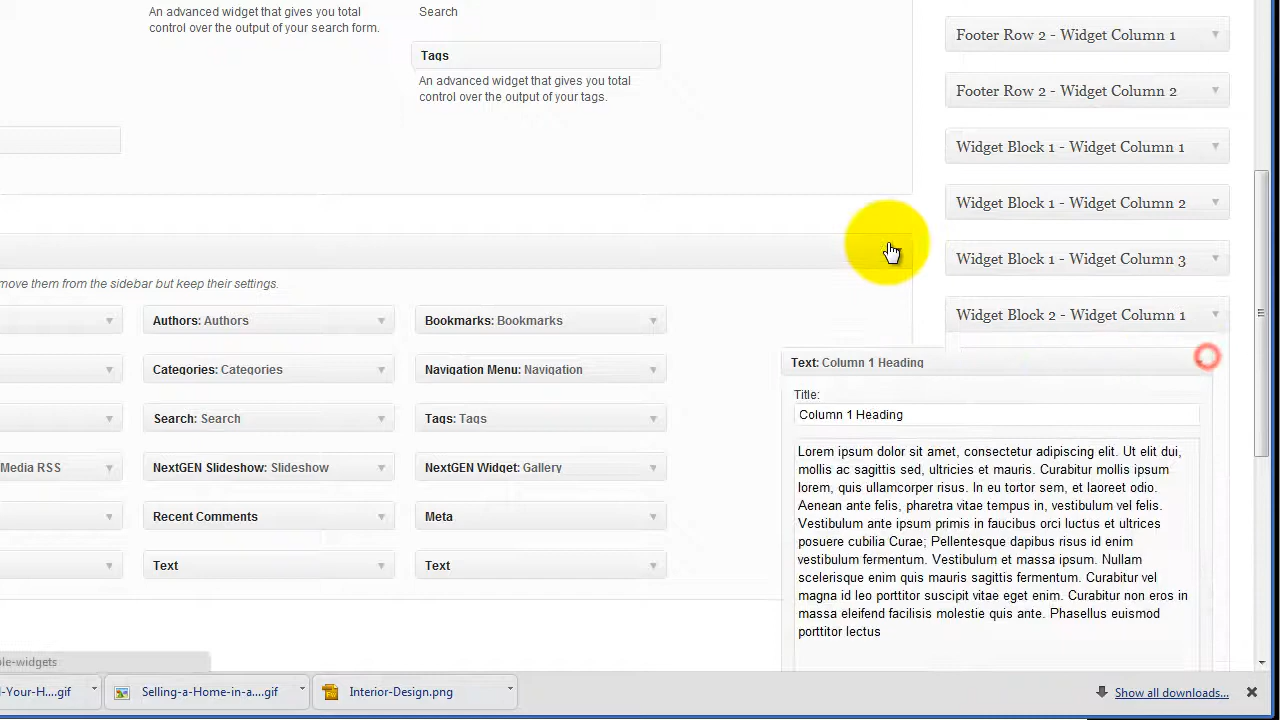 An advanced widget that gives you total
control over the output of your search form.
Search
Tags
An advanced widget that gives you total
control over the output of your tags.
Footer Row 2 - Widget Column 1
Footer Row 2 - Widget Column 2
Widget Block 1 - Widget Column 1
Widget Block 1 - Widget Column 2
Widget Block 1 - Widget Column 3
Widget Block 2 - Widget Column 1
move them from the sidebar but keep their settings.
Authors: Authors
Bookmarks: Bookmarks
Categories: Categories
Navigation Menu: Navigation
Search: Search
Tags: Tags
Media RSS
NextGEN Slideshow: Slideshow
NextGEN Widget: Gallery
Recent Comments
Meta
Text
Text
Text: Column 1 Heading
Title:
Column 1 Heading
Lorem ipsum dolor sit amet, consectetur adipiscing elit. Ut elit dui,
mollis ac sagittis sed, ultricies et mauris. Curabitur mollis ipsum
lorem, quis ullamcorper risus. In eu tortor sem, et laoreet odio.
Aenean ante felis, pharetra vitae tempus in, vestibulum vel felis.
Vestibulum ante ipsum primis in faucibus orci luctus et ultrices
posuere cubilia Curae; Pellentesque dapibus risus id enim
vestibulum fermentum. Vestibulum et massa ipsum. Nullam
scelerisque enim quis mauris sagittis fermentum. Curabitur vel
magna id leo porttitor suscipit vitae eget enim. Curabitur non eros in
massa eleifend facilisis molestie quis ante. Phasellus euismod
porttitor lectus
ple-widgets
l-Your-H....gif
Selling-a-Home-in-a....gif
Interior-Design.png
Show all downloads...